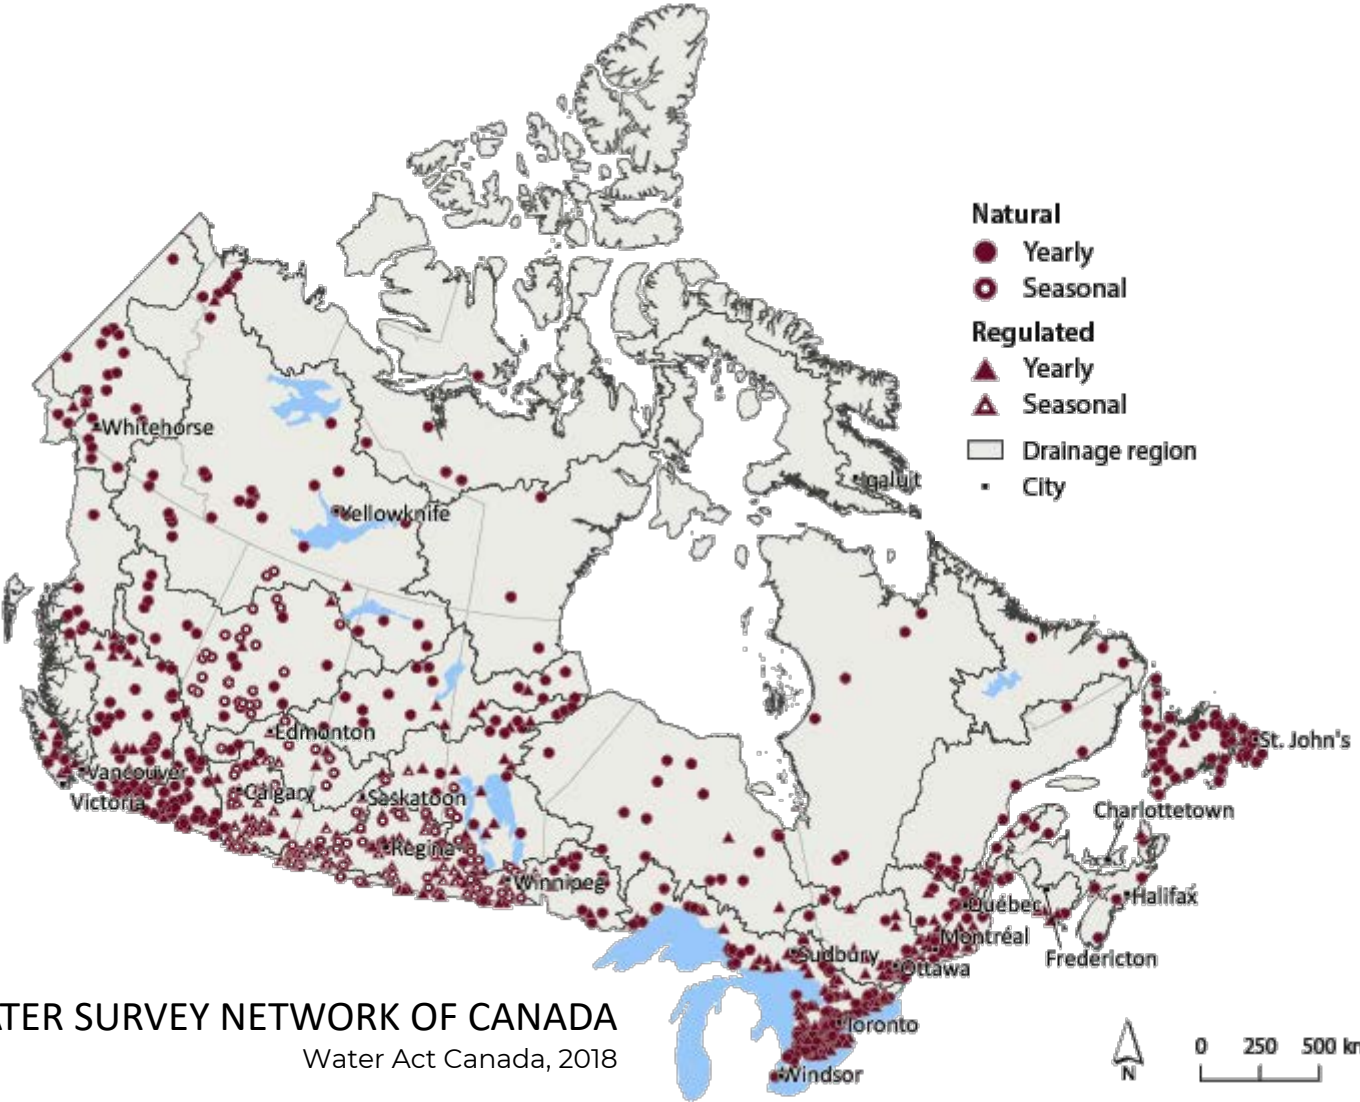 Natural
Yearly
Seasonal
Regulated
Yearly
Seasonal
Drainage region
City
Whitehorse
Iqaluit
Yellowknife
Edmonton
St. John's
Vancouver
Calgary
Saskatoon
Victoria
Charlottetown
Regina
Winnipeg
Halifax
Québec
Montréal
Sudbury
Fredericton
Ottawa
TER SURVEY NETWORK OF CANADA
Toronto
Water Act Canada, 2018
0 250 500 km
N
Windsor